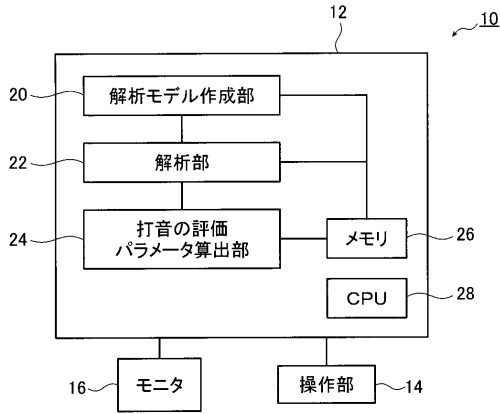 10
12
20
解析モデル作成部
22
解析部
24
打音の評価
パラメータ算出部
メモリ
26
CPU
28
16
モニタ
操作部
14